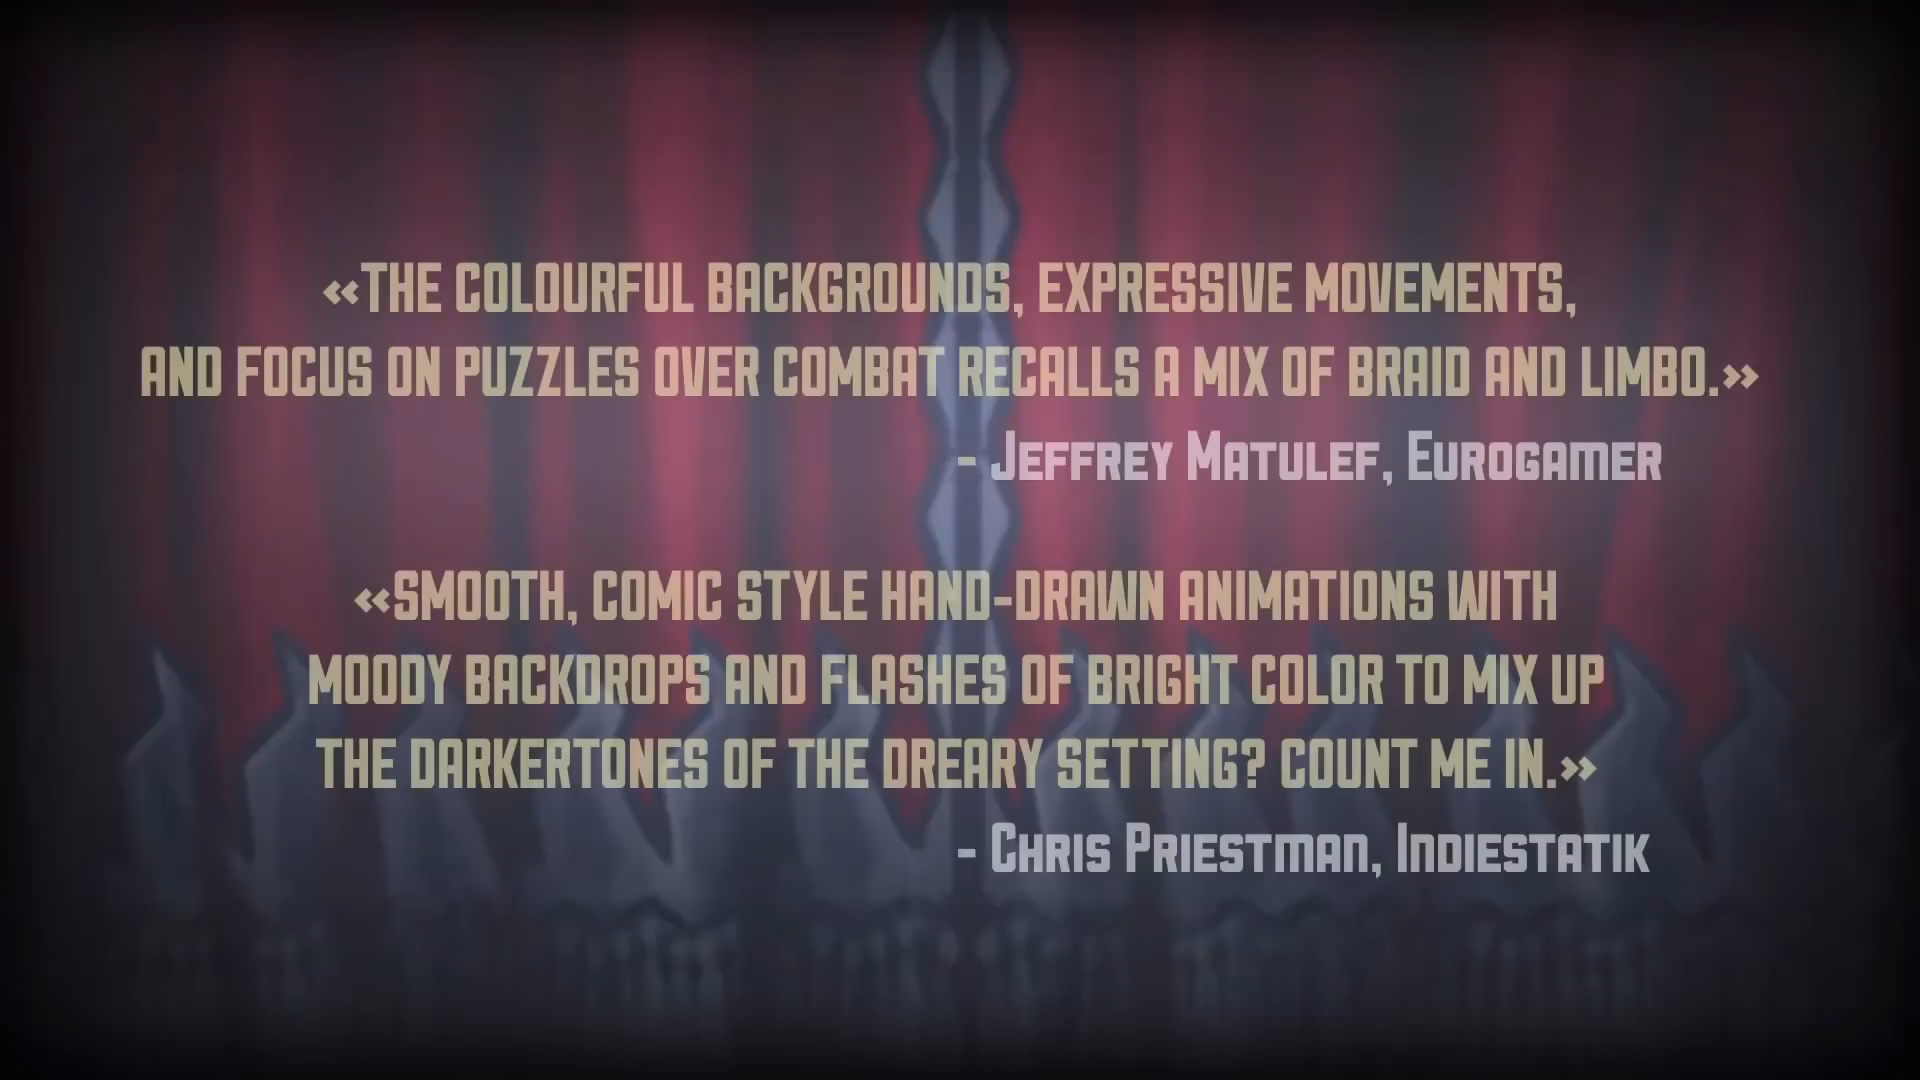 «THE COLOURFUL BACKGROUNDS, EXPRESSIVE MOVEMENTS,
AND FOCUS ON PUZZLES OVER COMBAT RECALLS A MIX OF BRAID AND LIMBO.»
- JEFFREY MATULEF, EUROGAMER
«SMOOTH, COMIC STYLE HAND-DRAWN ANIMATIONS WITH
MOODY BACKDROPS AND FLASHES OF BRIGHT COLOR TO MIX UP
THE DARKERTONES OF THE DREARY SETTING? COUNT ME IN.»
- CHRIS PRIESTMAN, INDIESTATIK